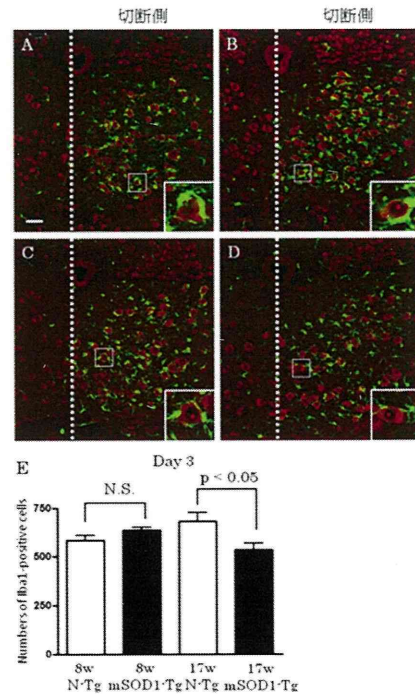 切断側 切断側
A B
C D
E Day 3
N.S. p < 0.05
Numbers of Iba1-positive cells
750
500
250
0
8w 8w 17w 17w
N-Tg mSOD1-Tg N-Tg mSOD1-Tg